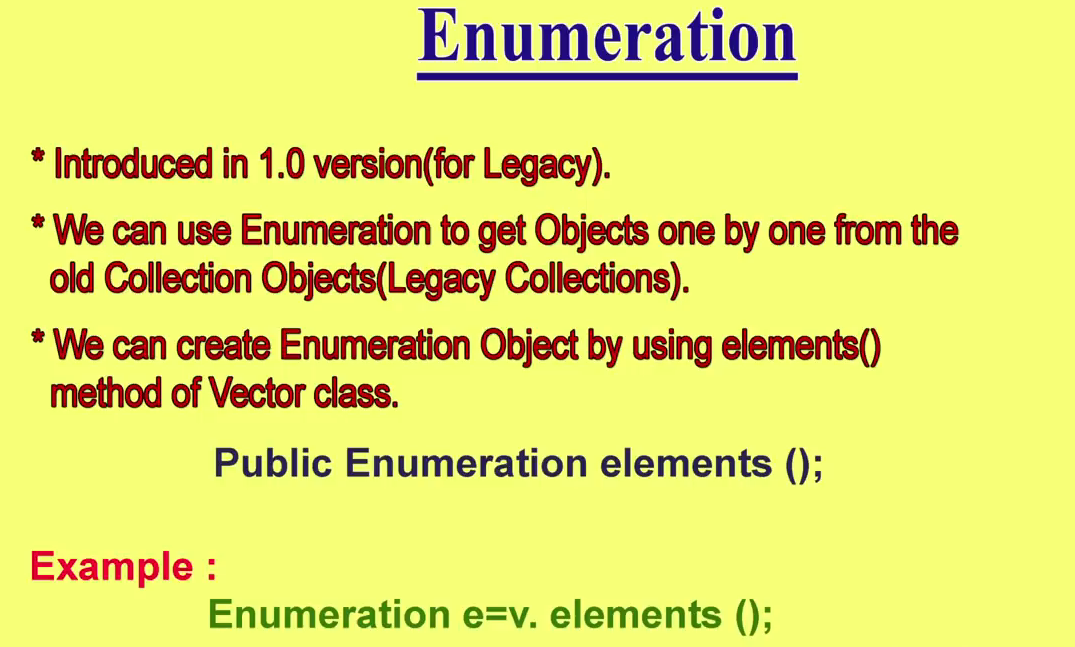 Enumeration
* Introduced in 1.0 version(for Legacy).
* We can use Enumeration to get Objects one by one from the
old Collection Objects(Legacy Collections).
* We can create Enumeration Object by using elements()
method of Vector class.
Public Enumeration elements ();
Example :
Enumeration e=v. elements ();